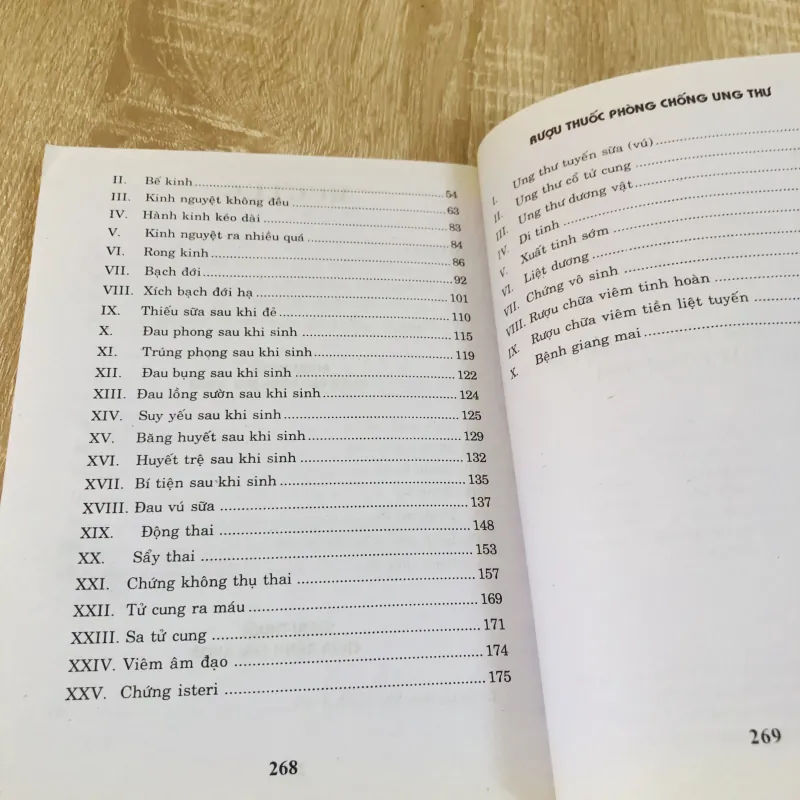 II. Bế kinh 54
III. Kinh nguyệt không đều 63
IV. Hành kinh kéo dài 83
V. Kinh nguyệt ra nhiều quá 84
VI. Rong kinh 86
VII. Bạch đới 92
VIII. Xích bạch đới hạ 101
IX. Thiếu sữa sau khi đẻ 110
X. Đau phong sau khi sinh 115
XI. Trúng phong sau khi sinh 119
XII. Đau bụng sau khi sinh 122
XIII. Đau lồng sườn sau khi sinh 124
XIV. Suy yếu sau khi sinh 125
XV. Băng huyết sau khi sinh 129
XVI. Huyết trệ sau khi sinh 132
XVII. Bí tiện sau khi sinh 135
XVIII. Đau vú sữa 137
XIX. Động thai 148
XX. Sẩy thai 153
XXI. Chứng không thụ thai 157
XXII. Tử cung ra máu 169
XXIII. Sa tử cung 171
XXIV. Viêm âm đạo 174
XXV. Chứng isteri 175
268
RƯỢU THUỐC PHÒNG CHỐNG UNG THƯ
I. Ung thư tuyến sữa (vú)
II. Ung thư cổ tử cung
III. Ung thư dương vật
IV. Di tinh
V. Xuất tinh sớm
VI. Liệt dương
VII. Chứng vô sinh
VIII. Rượu chữa viêm tinh hoàn
IX. Rượu chữa viêm tiền liệt tuyến
X. Bệnh giang mai
269